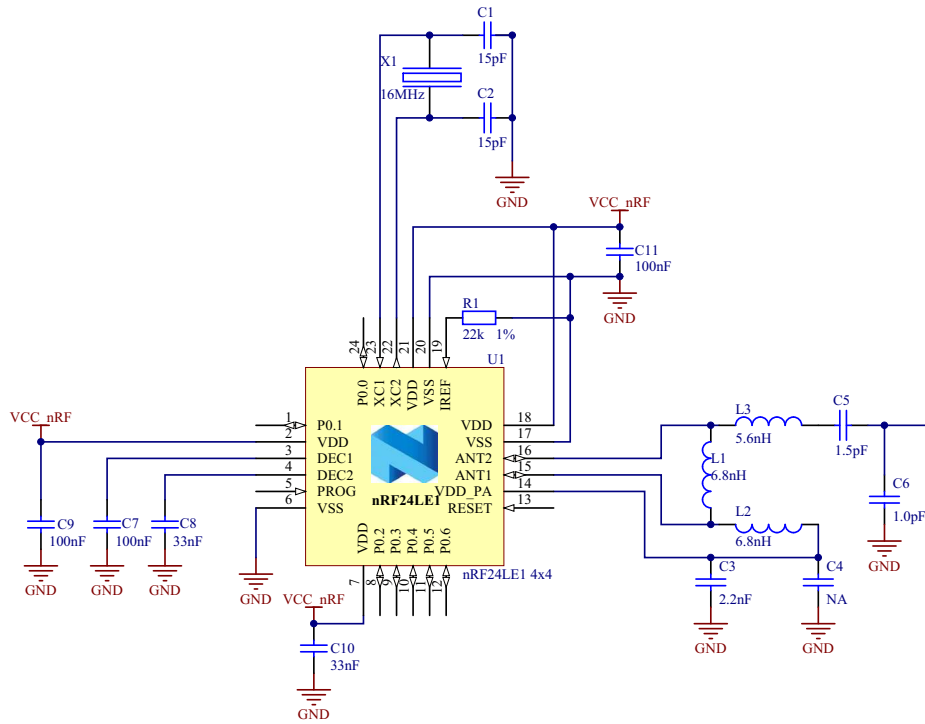 C1
15pF
X1
16MHz
C2
15pF
GND
VCC_nRF
C11
100nF
GND
R1
22k 1%
24 23 22 21 20 19
U1
P0.0 XC1 XC2 VDD VSS IREF
VCC_nRF
1 P0.1
2 VDD
3 DEC1
4 DEC2
5 PROG
6 VSS
VDD 18
VSS 17
ANT2 16
ANT1 15
VDD_PA 14
RESET 13
nRF24LE1
VDD P0.2 P0.3 P0.4 P0.5 P0.6
nRF24LE1 4x4
7 8 9 10 11 12
L3
5.6nH
C5
1.5pF
L1
6.8nH
L2
6.8nH
C6
1.0pF
GND
C3
2.2nF
GND
C4
NA
GND
C9
100nF
GND
C7
100nF
GND
C8
33nF
GND
GND
VCC_nRF
C10
33nF
GND